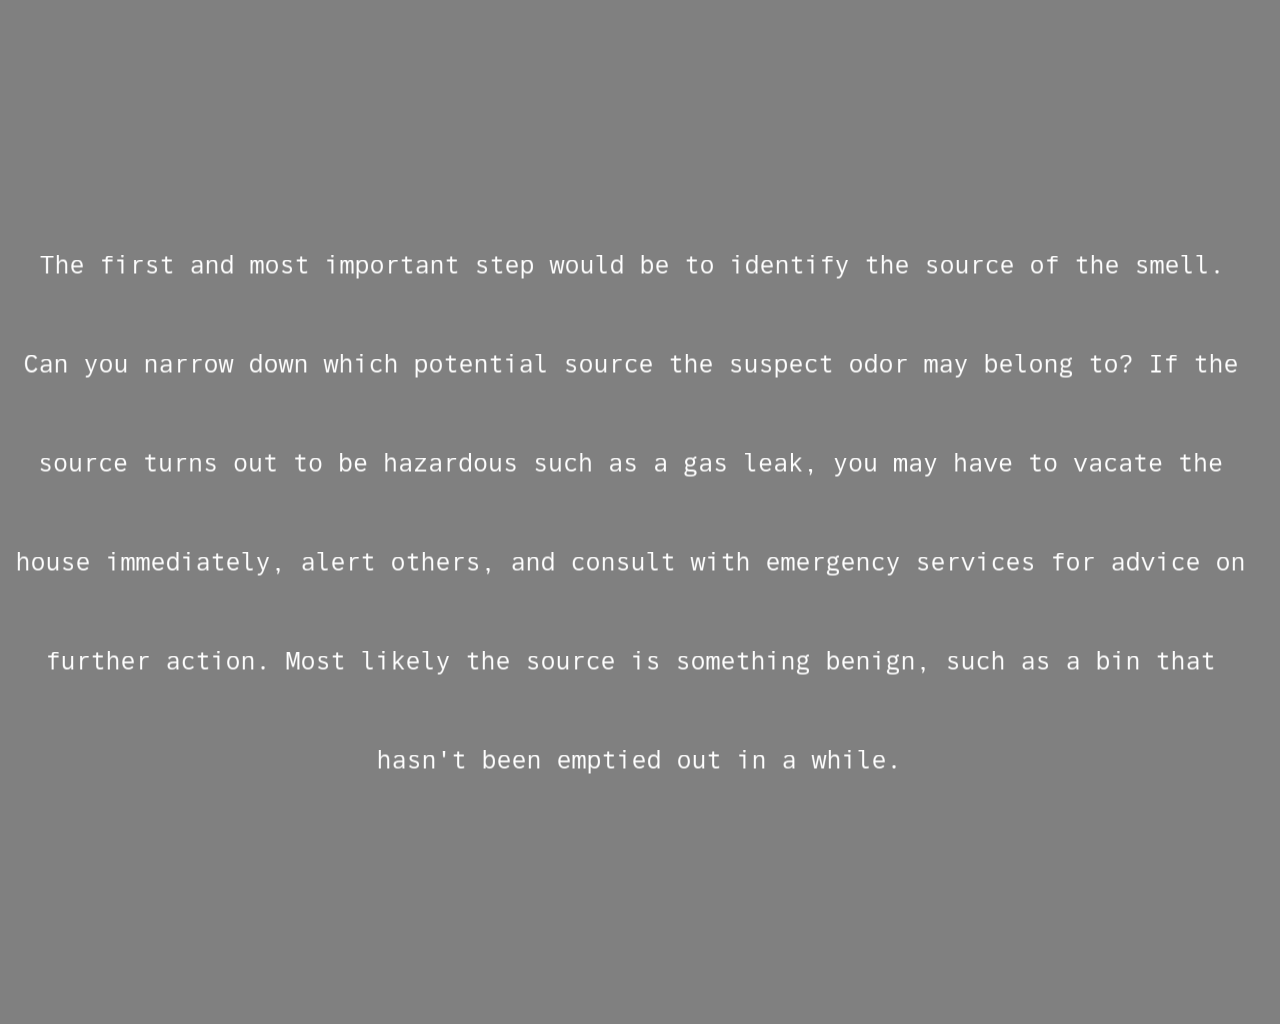 The first and most important step would be to identify the source of the smell.
Can you narrow down which potential source the suspect odor may belong to? If the
source turns out to be hazardous such as a gas leak, you may have to vacate the
house immediately, alert others, and consult with emergency services for advice on
further action. Most likely the source is something benign, such as a bin that
hasn't been emptied out in a while.